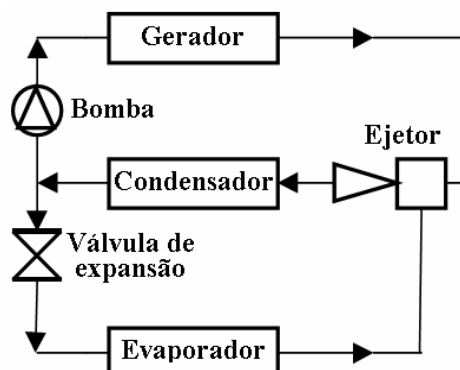 Gerador
Bomba
Ejetor
Condensador
Válvula de
expansão
Evaporador